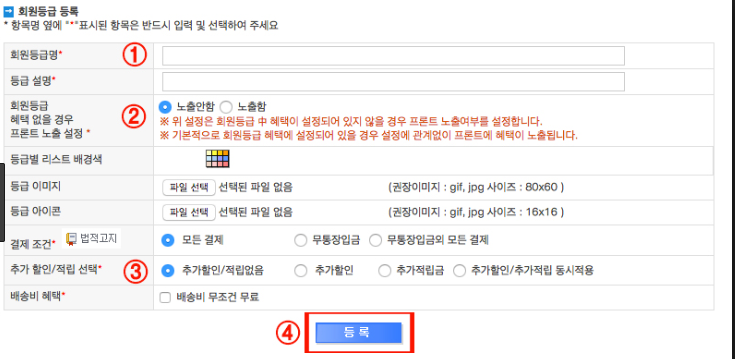 회원등급 등록
* 항목명 옆에 "*"표시된 항목은 반드시 입력 및 선택하여 주세요
회원등급명* ①
등급 설명*
회원등급
혜택 없을 경우
프론트 노출 설정 * ②
노출안함 노출함
※ 위 설정은 회원등급 中 혜택이 설정되어 있지 않을 경우 프론트 노출여부를 설정합니다.
※ 기본적으로 회원등급 혜택에 설정되어 있을 경우 설정에 관계없이 프론트에 혜택이 노출됩니다.
등급별 리스트 배경색
등급 이미지 파일 선택 선택된 파일 없음 (권장이미지 : gif, jpg 사이즈 : 80x60 )
등급 아이콘 파일 선택 선택된 파일 없음 (권장이미지 : gif, jpg 사이즈 : 16x16 )
결제 조건* 법적고지 모든 결제 무통장입금 무통장입금외 모든 결제
추가 할인/적립 선택* ③ 추가할인/적립없음 추가할인 추가적립금 추가할인/추가적립 동시적용
배송비 혜택* 배송비 무조건 무료
④ 등록